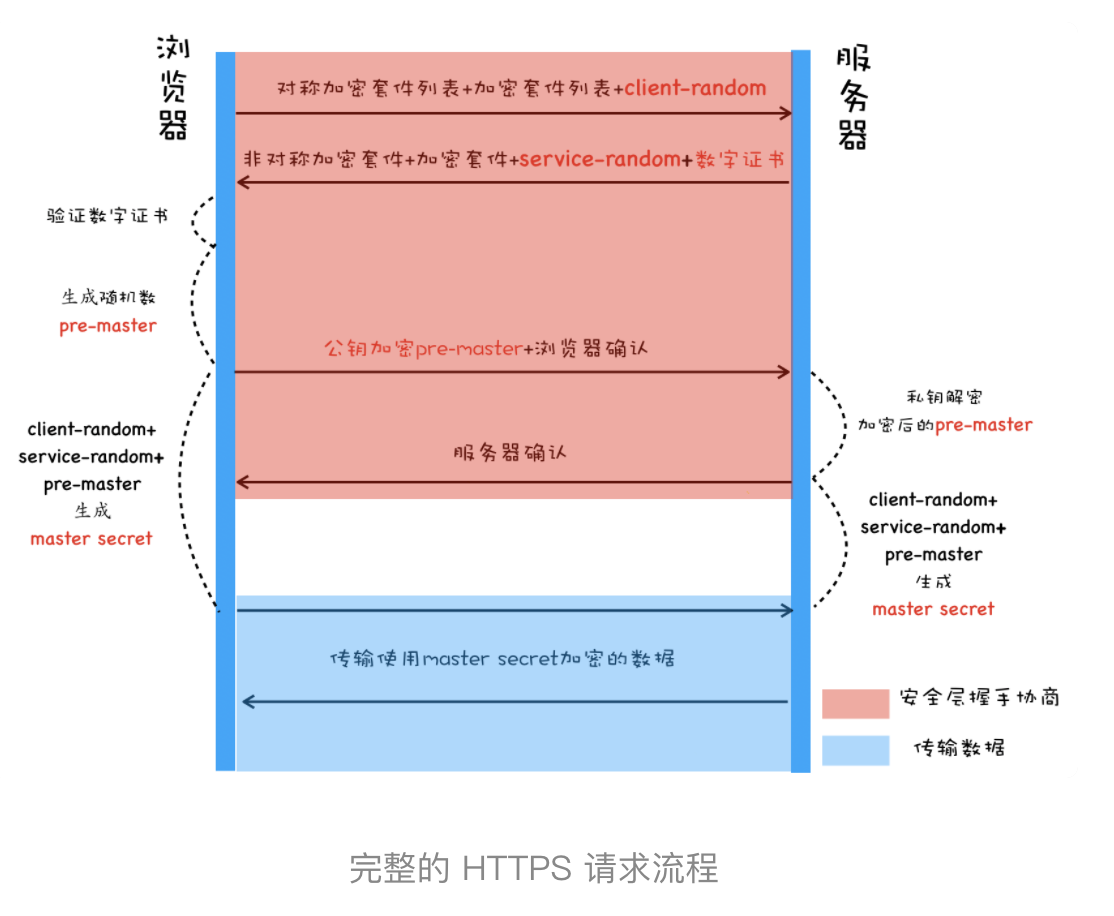 浏览器
服务器
对称加密套件列表+加密套件列表+client-random
非对称加密套件+加密套件+service-random+数字证书
验证数字证书
生成随机数
pre-master
公钥加密pre-master+浏览器确认
私钥解密
加密后的pre-master
client-random+
service-random+
pre-master
生成
master secret
服务器确认
client-random+
service-random+
pre-master
生成
master secret
传输使用master secret加密的数据
安全层握手协商
传输数据
完整的 HTTPS 请求流程